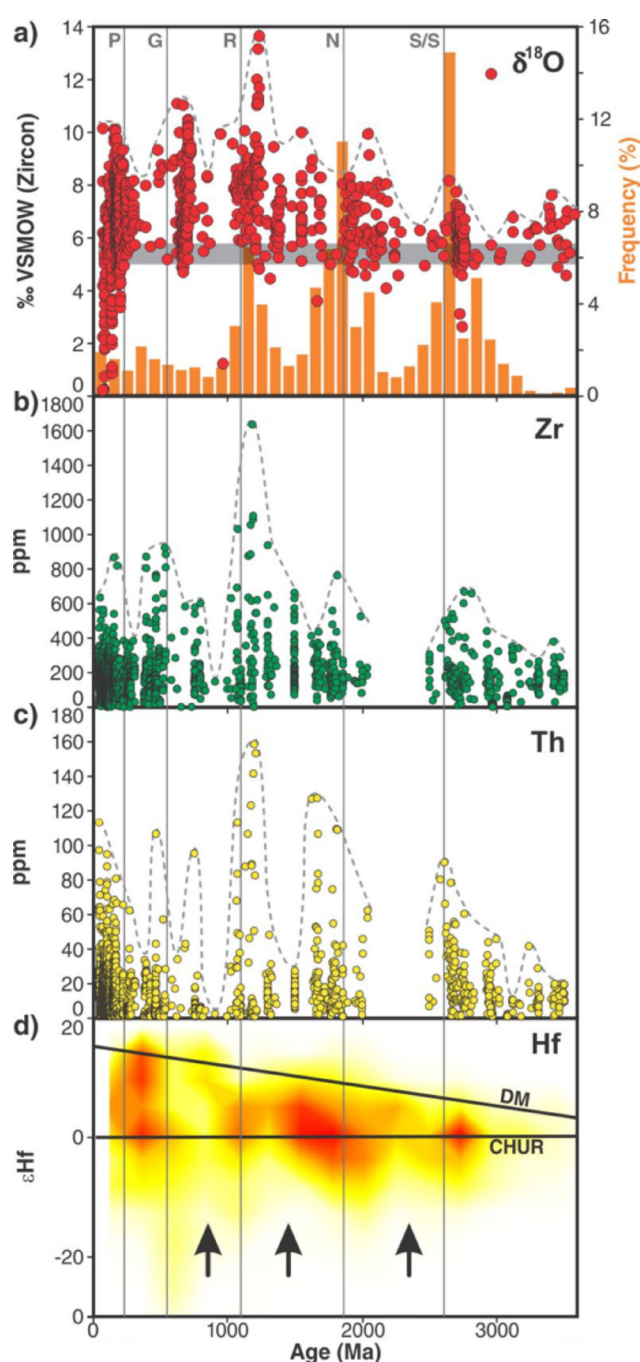 a) P G R N S/S δ¹⁸O
14
12
10
8
6
4
2
0
‰ VSMOW (Zircon)
16
12
8
4
0
Frequency (%)
b) Zr
1800
1600
1400
1200
1000
800
600
400
200
0
ppm
c) Th
180
160
140
120
100
80
60
40
20
0
ppm
d) Hf
20
0
-20
0
εHf
DM
CHUR
0 1000 2000 3000
Age (Ma)